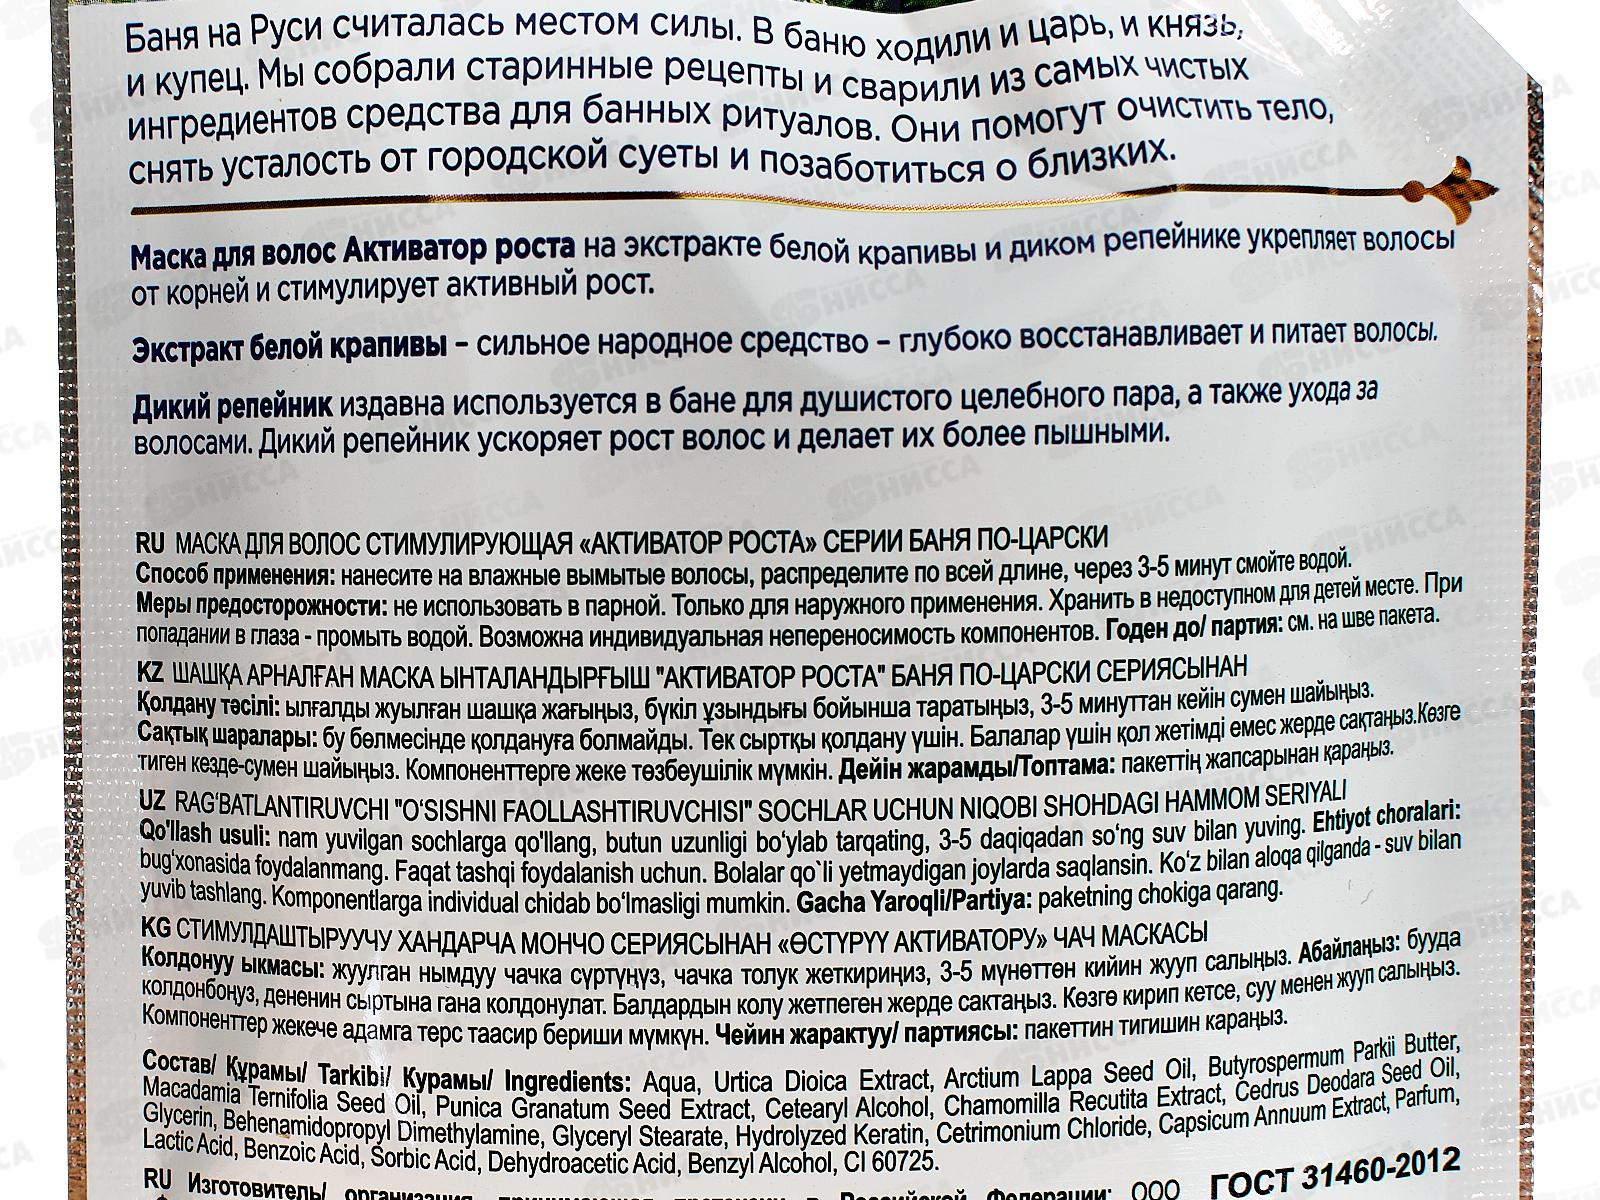 Баня на Руси считалась местом силы. В баню ходили и царь, и князь,
и купец. Мы собрали старинные рецепты и сварили из самых чистых
ингредиентов средства для банных ритуалов. Они помогут очистить тело,
снять усталость от городской суеты и позаботиться о близких.
Маска для волос Активатор роста на экстракте белой крапивы и диком репейнике укрепляет волосы
от корней и стимулирует активный рост.
Экстракт белой крапивы – сильное народное средство – глубоко восстанавливает и питает волосы.
Дикий репейник издавна используется в бане для душистого целебного пара, а также ухода за
волосами. Дикий репейник ускоряет рост волос и делает их более пышными.
RU МАСКА ДЛЯ ВОЛОС СТИМУЛИРУЮЩАЯ «АКТИВАТОР РОСТА» СЕРИИ БАНЯ ПО-ЦАРСКИ
Способ применения: нанесите на влажные вымытые волосы, распределите по всей длине, через 3-5 минут смойте водой.
Меры предосторожности: не использовать в парной. Только для наружного применения. Хранить в недоступном для детей месте. При
попадании в глаза - промыть водой. Возможна индивидуальная непереносимость компонентов. Годен до/ партия: см. на шве пакета.
KZ ШАШҚА АРНАЛҒАН МАСКА ЫНТАЛАНДЫРҒЫШ "АКТИВАТОР РОСТА" БАНЯ ПО-ЦАРСКИ СЕРИЯСЫНАН
Қолдану тәсілі: ылғалды жуылған шашқа жағыңыз, бүкіл ұзындығы бойынша таратыңыз, 3-5 минуттан кейін сумен шайыңыз.
Сақтық шаралары: бу бөлмесінде қолдануға болмайды. Тек сыртқы қолдану үшін. Балалар үшін қол жетімді емес жерде сақтаңыз.Көзге
тиген кезде-сумен шайыңыз. Компоненттерге жеке төзбеушілік мүмкін. Дейін жарамды/Топтама: пакеттің жапсарынан қараңыз.
UZ RAG‘BATLANTIRUVCHI "O‘SISHNI FAOLLASHTIRUVCHISI" SOCHLAR UCHUN NIQOBI SHOHDAGI HAMMOM SERIYALI
Qo'llash usuli: nam yuvilgan sochlarga qo'llang, butun uzunligi bo‘ylab tarqating, 3-5 daqiqadan so‘ng suv bilan yuving. Ehtiyot choralari:
bug‘xonasida foydalanmang. Faqat tashqi foydalanish uchun. Bolalar qo`li yetmaydigan joylarda saqlansin. Ko‘z bilan aloqa qilganda - suv bilan
yuvib tashlang. Komponentlarga individual chidab bo‘lmasligi mumkin. Gacha Yaroqli/Partiya: paketning chokiga qarang.
KG СТИМУЛДАШТЫРУУЧУ ХАНДАРЧА МОНЧО СЕРИЯСЫНАН «ӨСТҮРҮҮ АКТИВАТОРУ» ЧАЧ МАСКАСЫ
Колдонуу ыкмасы: жуулган нымдуу чачка сүртүңүз, чачка толук жеткириңиз, 3-5 мүнөттөн кийин жууп салыңыз. Абайлаңыз: бууда
колдонбоңуз, дененин сыртына гана колдонулат. Балдардын колу жетпеген жерде сактаңыз. Көзгө кирип кетсе, суу менен жууп салыңыз.
Компоненттер жекече адамга терс таасир бериши мүмкүн. Чейин жарактуу/ партиясы: пакеттин тигишин караңыз.
Состав/ Құрамы/ Tarkibi/ Курамы/ Ingredients: Aqua, Urtica Dioica Extract, Arctium Lappa Seed Oil, Butyrospermum Parkii Butter,
Macadamia Ternifolia Seed Oil, Punica Granatum Seed Extract, Cetearyl Alcohol, Chamomilla Recutita Extract, Cedrus Deodara Seed Oil,
Glycerin, Behenamidopropyl Dimethylamine, Glyceryl Stearate, Hydrolyzed Keratin, Cetrimonium Chloride, Capsicum Annuum Extract, Parfum,
Lactic Acid, Benzoic Acid, Sorbic Acid, Dehydroacetic Acid, Benzyl Alcohol, CI 60725.
ГОСТ 31460-2012
RU Изготовитель/ организация, принимающая претензии в Российской Федерации: ООО